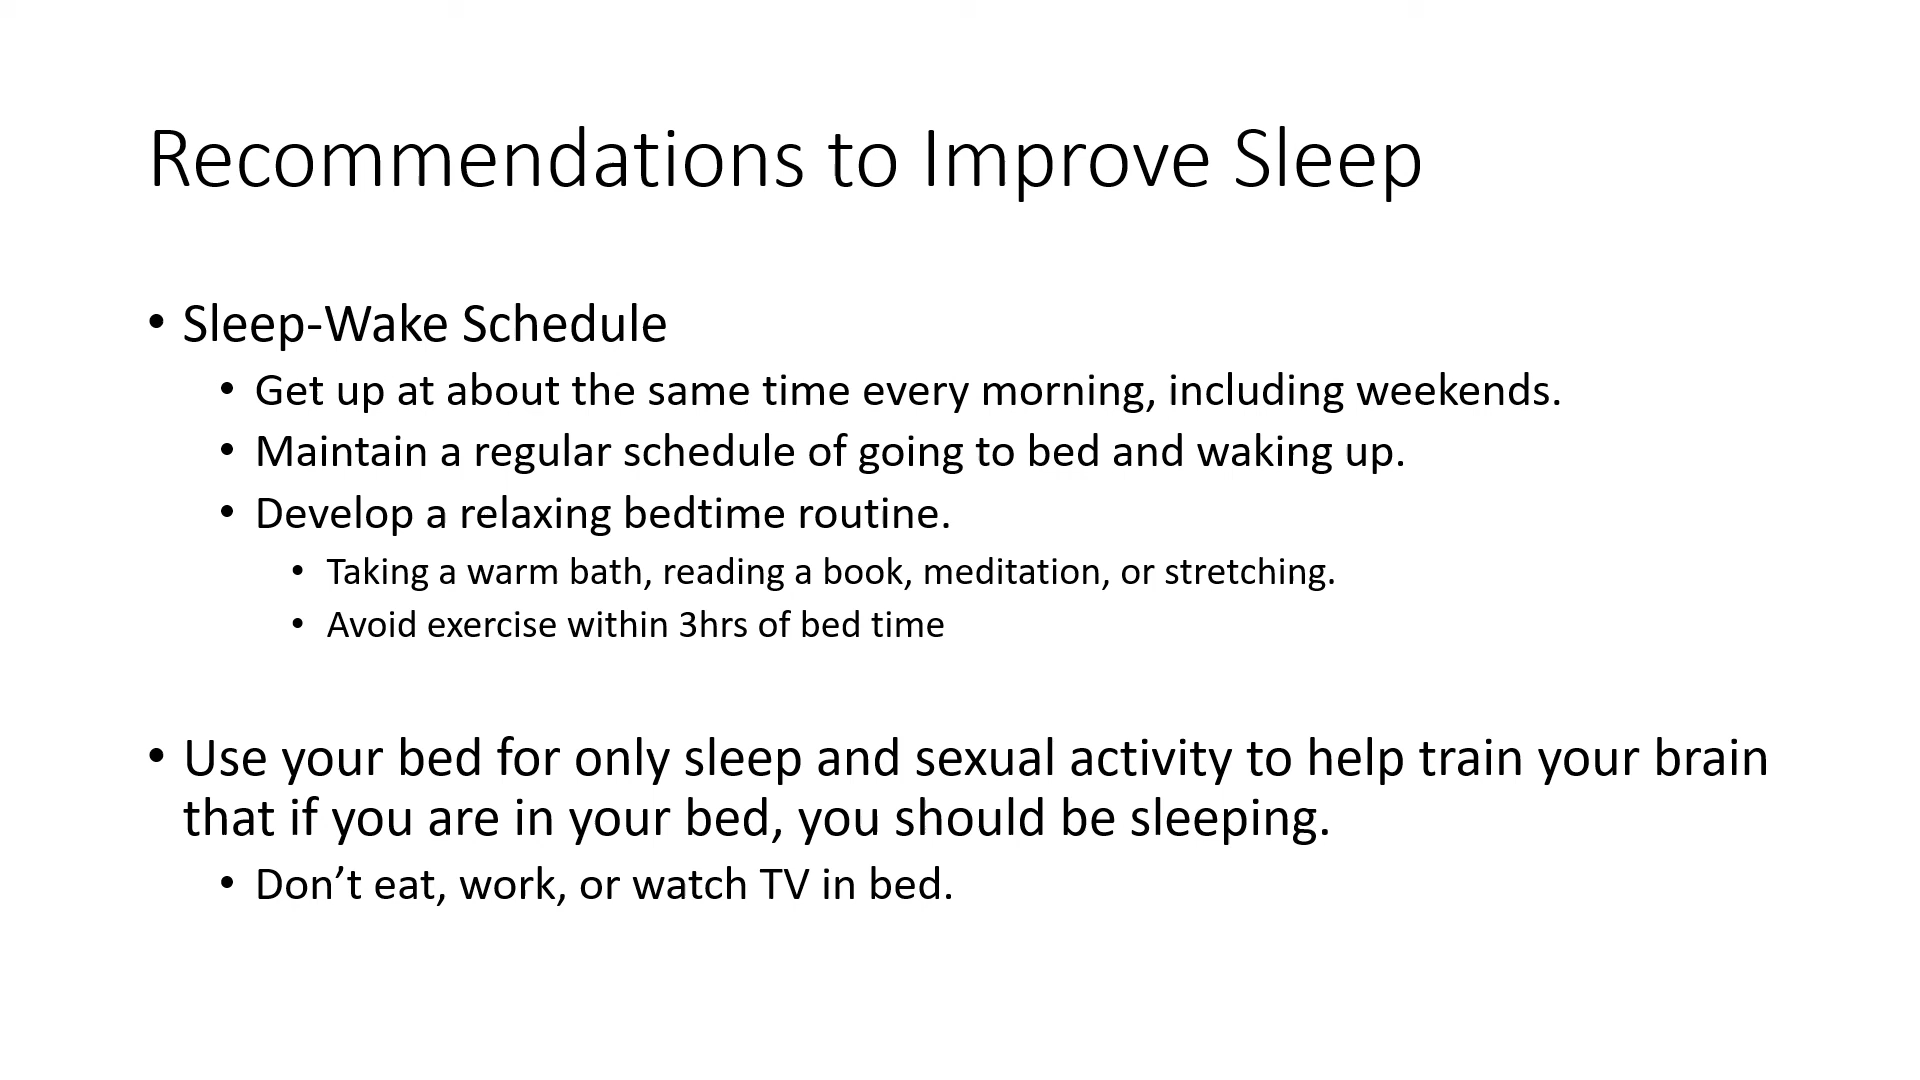 Recommendations to Improve Sleep
• Sleep-Wake Schedule
• Get up at about the same time every morning, including weekends.
• Maintain a regular schedule of going to bed and waking up.
• Develop a relaxing bedtime routine.
• Taking a warm bath, reading a book, meditation, or stretching.
• Avoid exercise within 3hrs of bed time
• Use your bed for only sleep and sexual activity to help train your brain
that if you are in your bed, you should be sleeping.
• Don’t eat, work, or watch TV in bed.